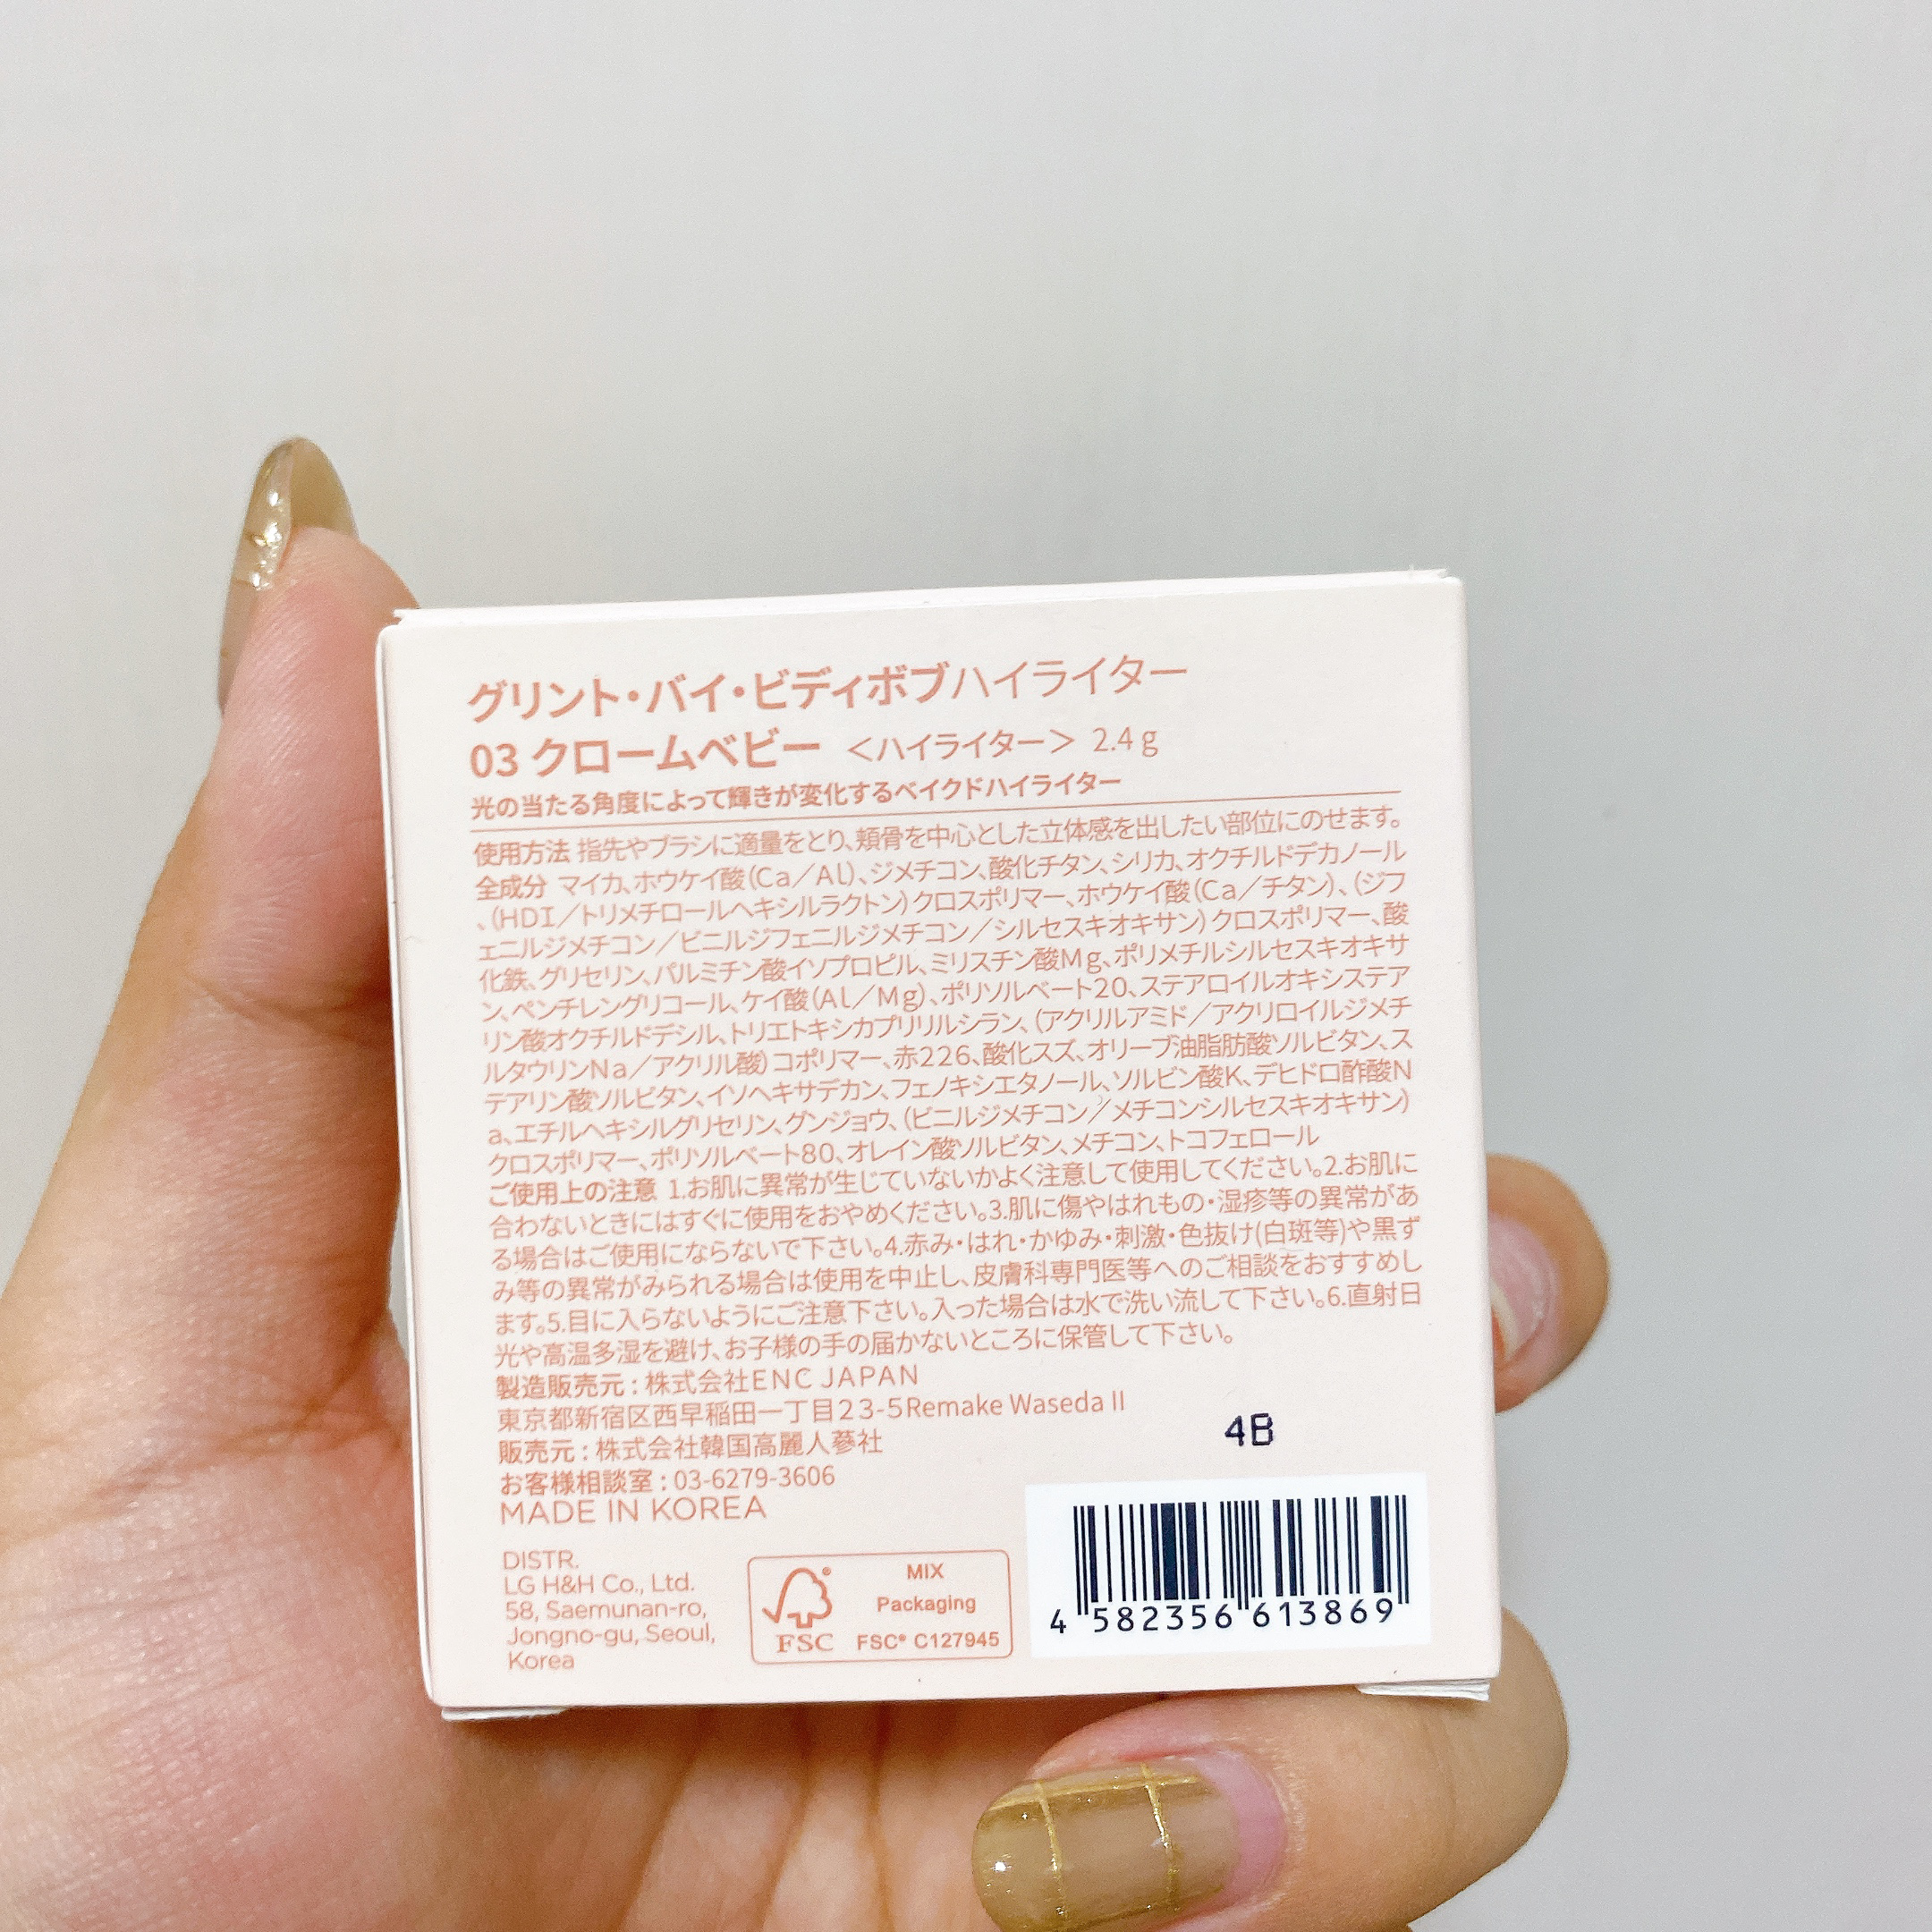 グリント・バイ・ビディボブハイライター
03 クロームベビー ＜ハイライター＞ 2.4 g
光の当たる角度によって輝きが変化するベイクドハイライター
使用方法 指先やブラシに適量をとり、頬骨を中心とした立体感を出したい部位にのせます。
全成分 マイカ、ホウケイ酸（Ca／Al）、ジメチコン、酸化チタン、シリカ、オクチルドデカノール
、（HDI／トリメチロールヘキシルラクトン）クロスポリマー、ホウケイ酸（Ca／チタン）、（ジフ
ェニルジメチコン／ビニルジフェニルジメチコン／シルセスキオキサン）クロスポリマー、酸
化鉄、グリセリン、パルミチン酸イソプロピル、ミリスチン酸Mg、ポリメチルシルセスキオキサ
ン、ペンチレングリコール、ケイ酸（Al／Mg）、ポリソルベート20、ステアロイルオキシステア
リン酸オクチルドデシル、トリエトキシカプリリルシラン、（アクリルアミド／アクリロイルジメチ
ルタウリンNa／アクリル酸）コポリマー、赤226、酸化スズ、オリーブ油脂肪酸ソルビタン、ス
テアリン酸ソルビタン、イソヘキサデカン、フェノキシエタノール、ソルビン酸K、デヒドロ酢酸N
a、エチルヘキシルグリセリン、グンジョウ、（ビニルジメチコン／メチコンシルセスキオキサン）
クロスポリマー、ポリソルベート80、オレイン酸ソルビタン、メチコン、トコフェロール
ご使用上の注意 1.お肌に異常が生じていないかよく注意して使用してください。2.お肌に
合わないときにはすぐに使用をおやめください。3.肌に傷やはれもの・湿疹等の異常があ
る場合はご使用にならないで下さい。4.赤み・はれ・かゆみ・刺激・色抜け(白斑等)や黒ず
み等の異常がみられる場合は使用を中止し、皮膚科専門医等へのご相談をおすすめし
ます。5.目に入らないようにご注意下さい。入った場合は水で洗い流して下さい。6.直射日
光や高温多湿を避け、お子様の手の届かないところに保管して下さい。
製造販売元 : 株式会社ENC JAPAN
東京都新宿区西早稲田一丁目23-5Remake Waseda II
販売元 : 株式会社韓国高麗人蔘社
お客様相談室 : 03-6279-3606
MADE IN KOREA
4B
DISTR.
LG H&H Co., Ltd.
58, Saemunan-ro,
Jongno-gu, Seoul,
Korea
FSC
MIX
Packaging
FSC® C127945
4 582356 613869